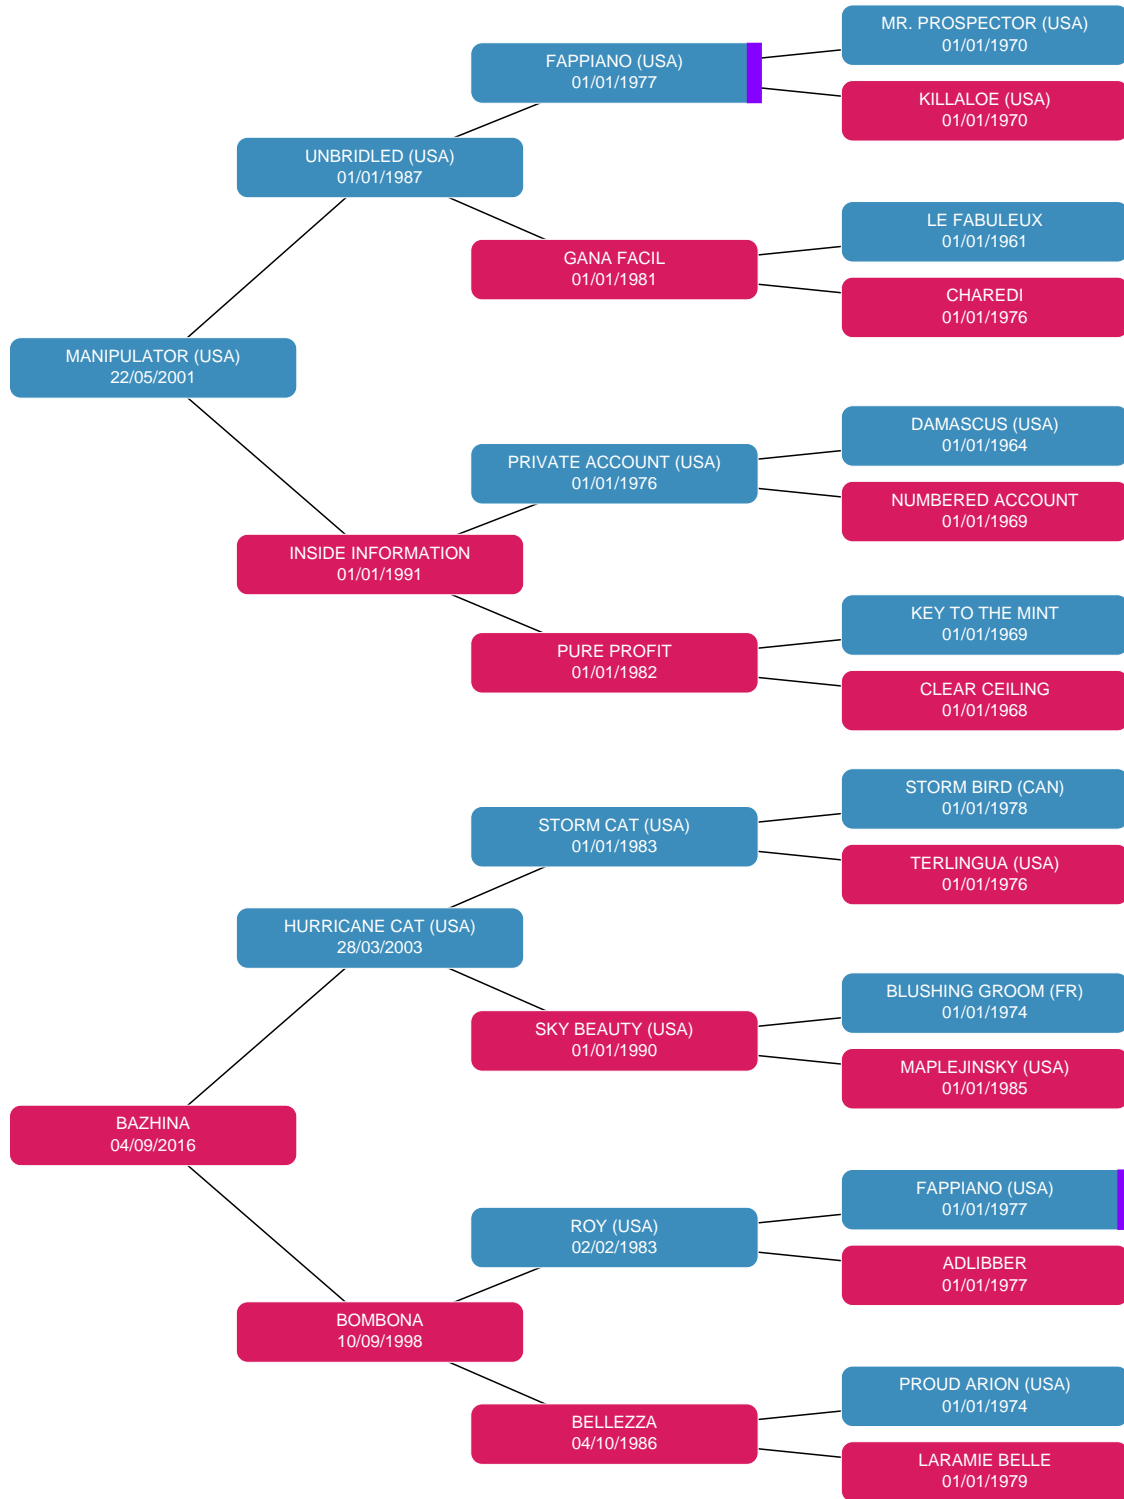 MR. PROSPECTOR (USA)
01/01/1970
FAPPIANO (USA)
01/01/1977
KILLALOE (USA)
01/01/1970
UNBRIDLED (USA)
01/01/1987
LE FABULEUX
01/01/1961
GANA FACIL
01/01/1981
CHAREDI
01/01/1976
MANIPULATOR (USA)
22/05/2001
DAMASCUS (USA)
01/01/1964
PRIVATE ACCOUNT (USA)
01/01/1976
NUMBERED ACCOUNT
01/01/1969
INSIDE INFORMATION
01/01/1991
KEY TO THE MINT
01/01/1969
PURE PROFIT
01/01/1982
CLEAR CEILING
01/01/1968
STORM BIRD (CAN)
01/01/1978
STORM CAT (USA)
01/01/1983
TERLINGUA (USA)
01/01/1976
HURRICANE CAT (USA)
28/03/2003
BLUSHING GROOM (FR)
01/01/1974
SKY BEAUTY (USA)
01/01/1990
MAPLEJINSKY (USA)
01/01/1985
BAZHINA
04/09/2016
FAPPIANO (USA)
01/01/1977
ROY (USA)
02/02/1983
ADLIBBER
01/01/1977
BOMBONA
10/09/1998
PROUD ARION (USA)
01/01/1974
BELLEZZA
04/10/1986
LARAMIE BELLE
01/01/1979